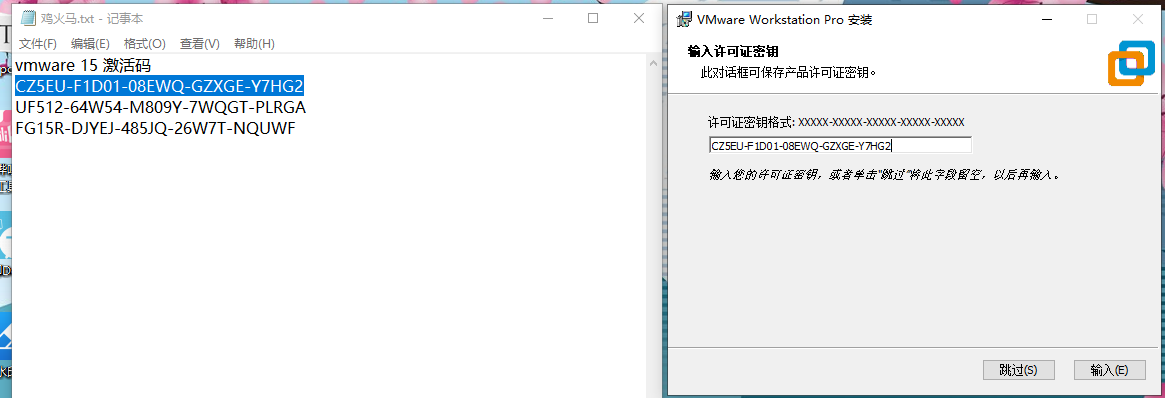 鸡火马.txt - 记事本
文件(F) 编辑(E) 格式(O) 查看(V) 帮助(H)
vmware 15 激活码
CZ5EU-F1D01-08EWQ-GZXGE-Y7HG2
UF512-64W54-M809Y-7WQGT-PLRGA
FG15R-DJYEJ-485JQ-26W7T-NQUWF
VMware Workstation Pro 安装
输入许可证密钥
此对话框可保存产品许可证密钥。
许可证密钥格式: XXXXX-XXXXX-XXXXX-XXXXX-XXXXX
CZ5EU-F1D01-08EWQ-GZXGE-Y7HG2
输入您的许可证密钥，或者单击"跳过"将此字段留空，以后再输入。
跳过(S) 输入(E)